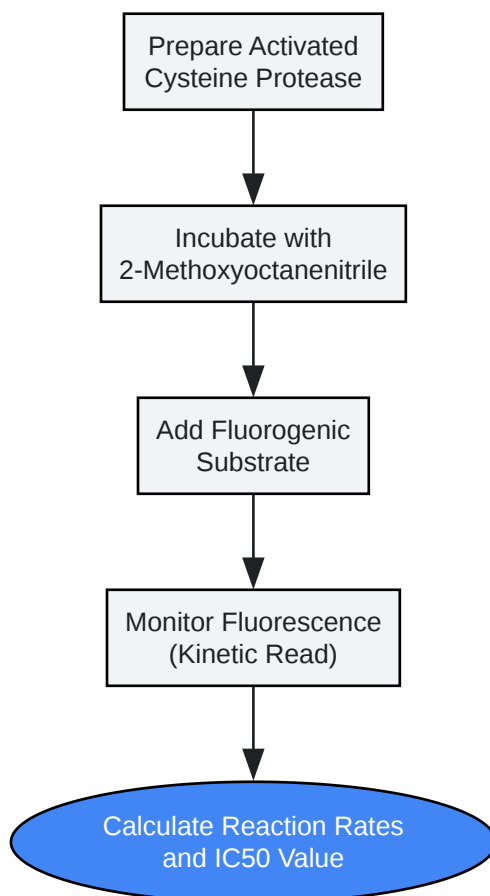 Prepare Activated
Cysteine Protease
Incubate with
2-Methoxyoctanenitrile
Add Fluorogenic
Substrate
Monitor Fluorescence
(Kinetic Read)
Calculate Reaction Rates
and IC50 Value